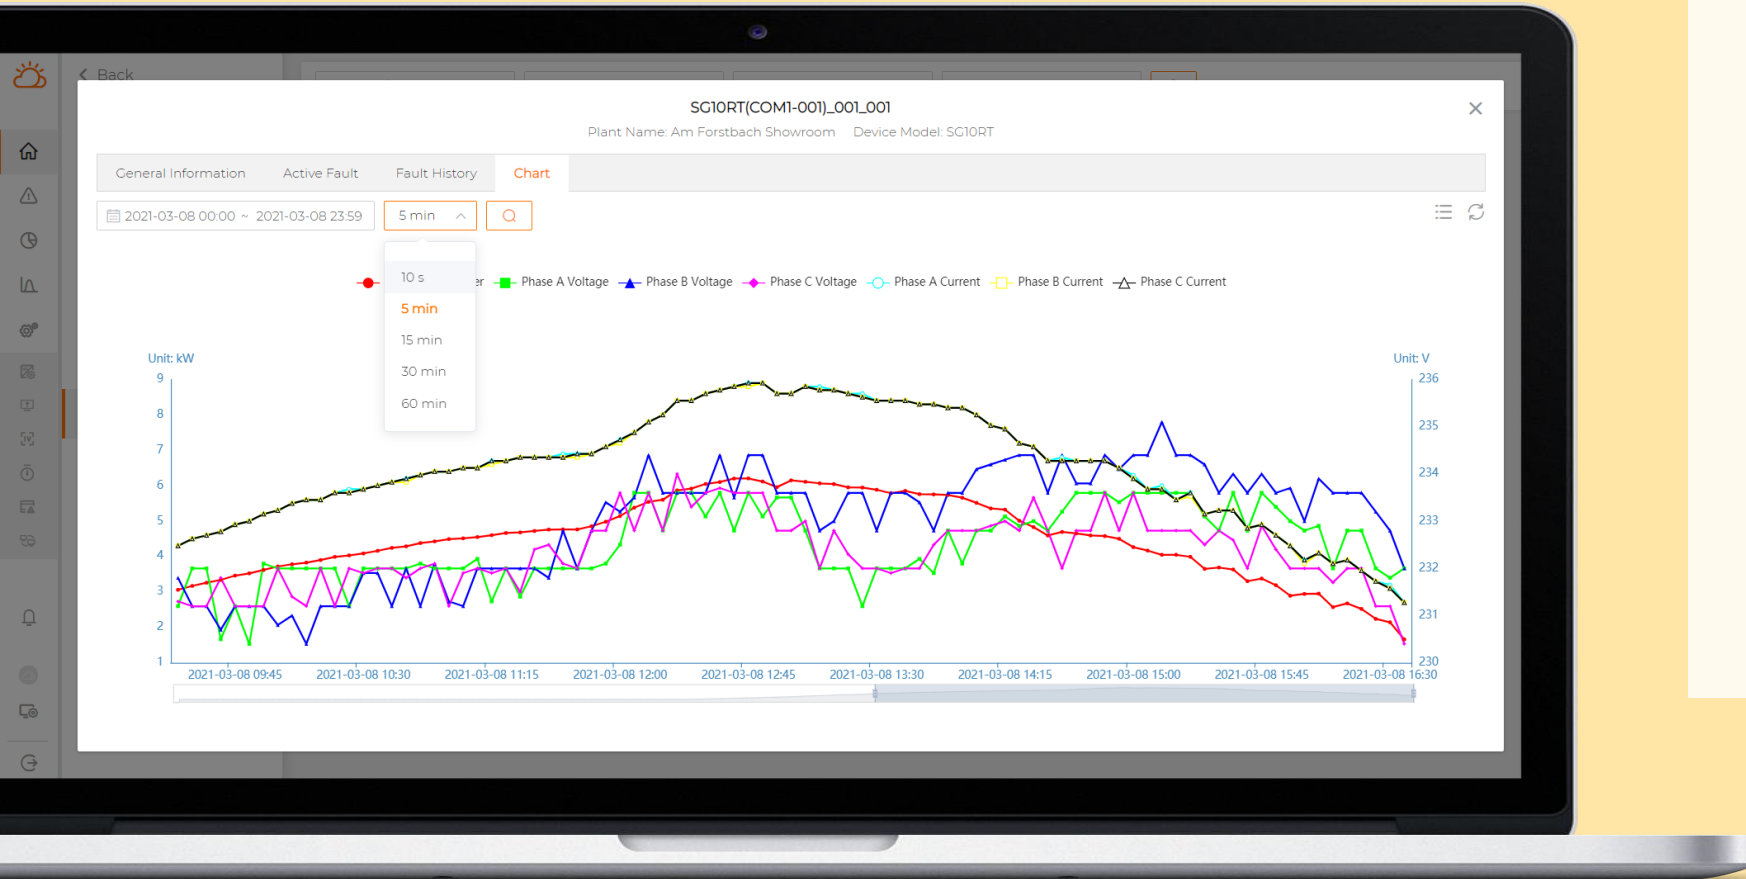 Back
SG10RT(COM1-001)_001_001
Plant Name: Am Forstbach Showroom Device Model: SG10RT
General Information Active Fault Fault History Chart
2021-03-08 00:00 ~ 2021-03-08 23:59 5 min
10 s
5 min
15 min
30 min
60 min
Phase A Voltage Phase B Voltage Phase C Voltage Phase A Current Phase B Current Phase C Current
Unit: kW Unit: V
9 236
8
235
7
234
6
5 233
4
232
3
231
2
1 230
2021-03-08 09:45 2021-03-08 10:30 2021-03-08 11:15 2021-03-08 12:00 2021-03-08 12:45 2021-03-08 13:30 2021-03-08 14:15 2021-03-08 15:00 2021-03-08 15:45 2021-03-08 16:30